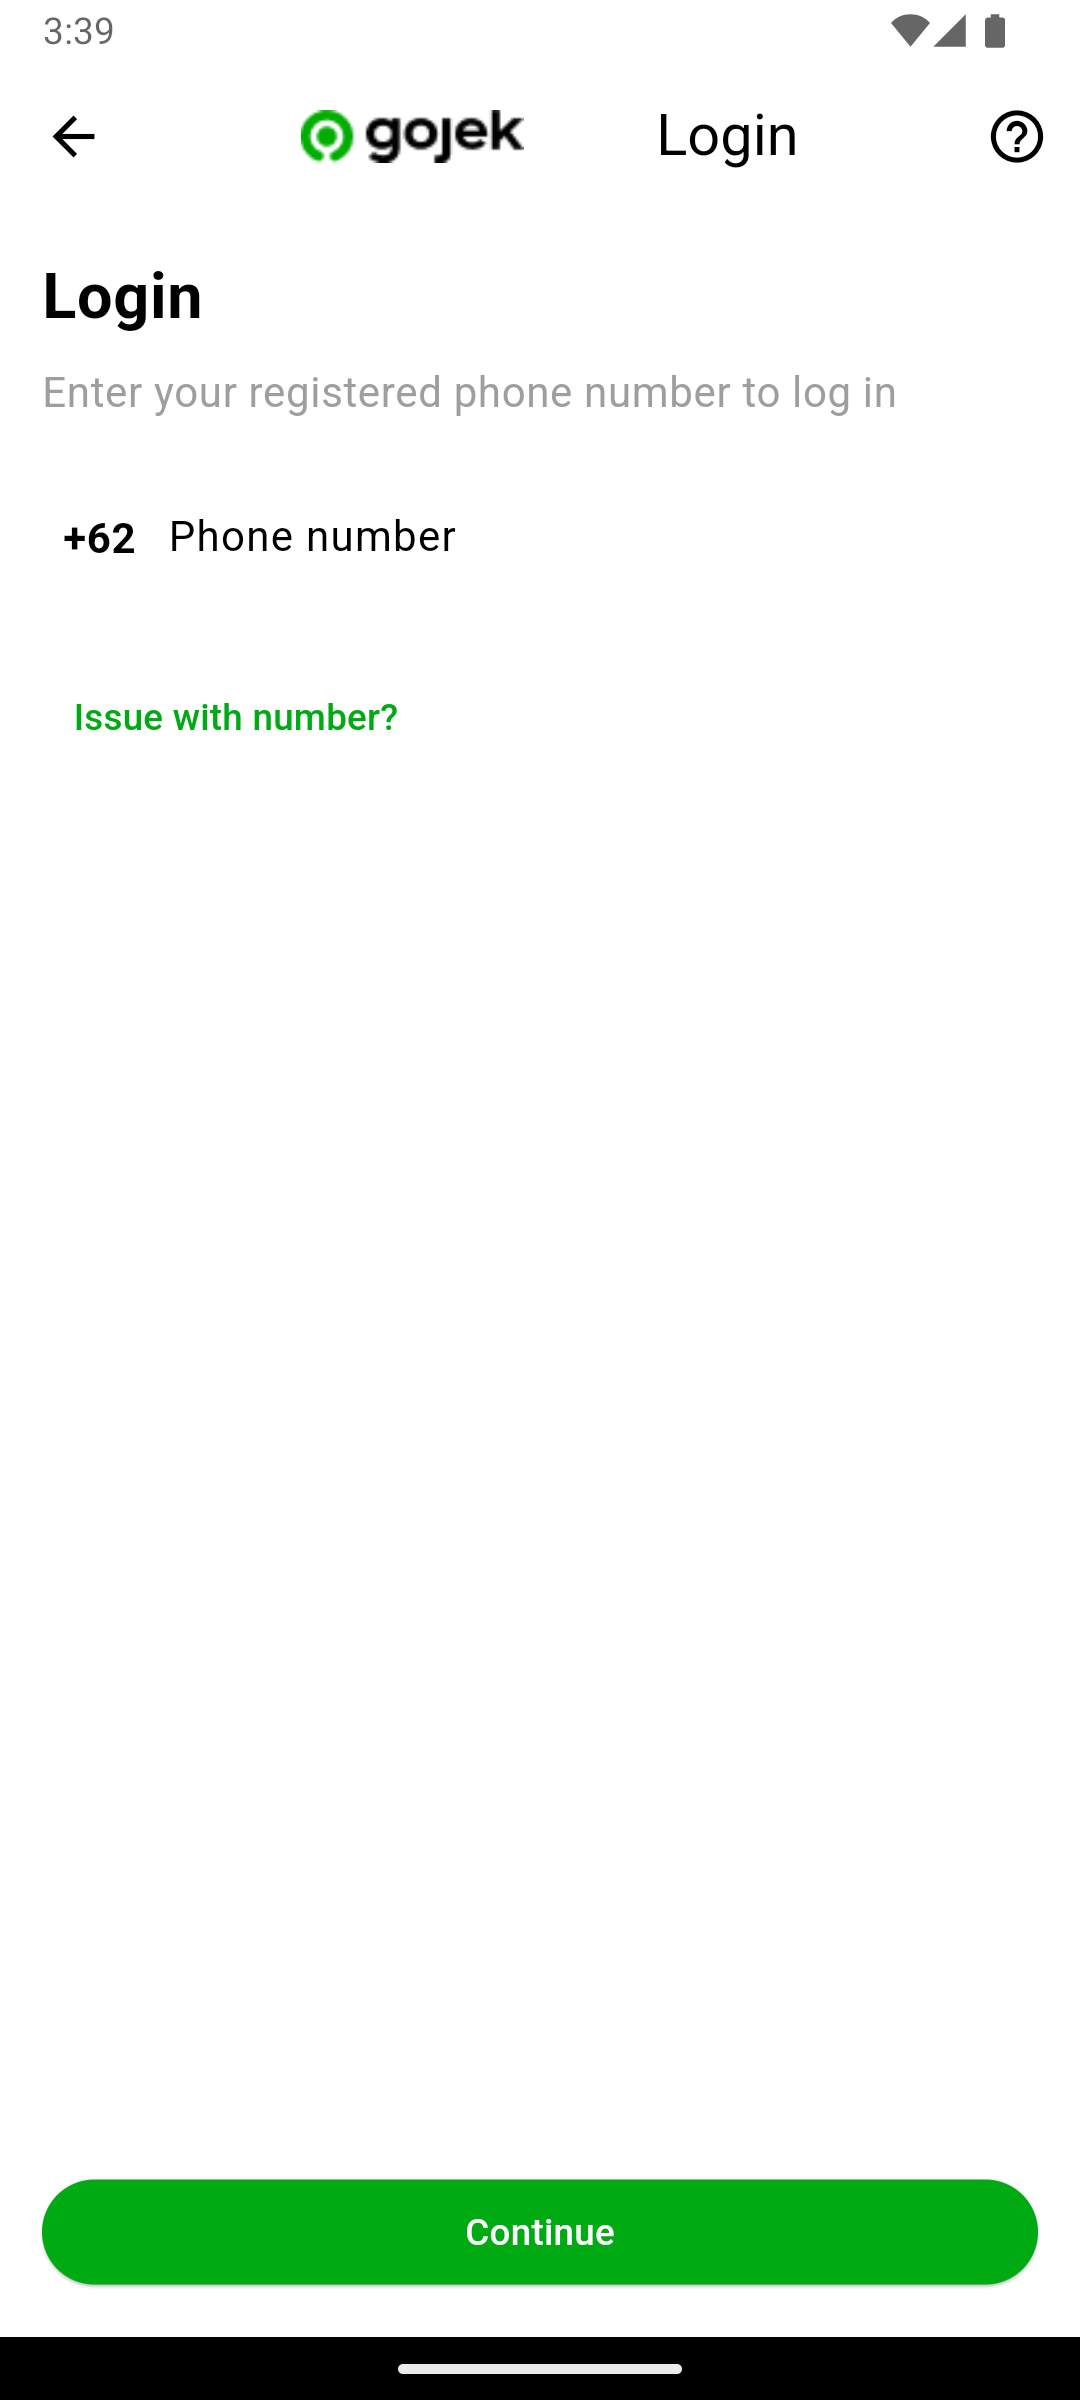 3:39
gojek Login
Login
Enter your registered phone number to log in
+62 Phone number
Issue with number?
Continue